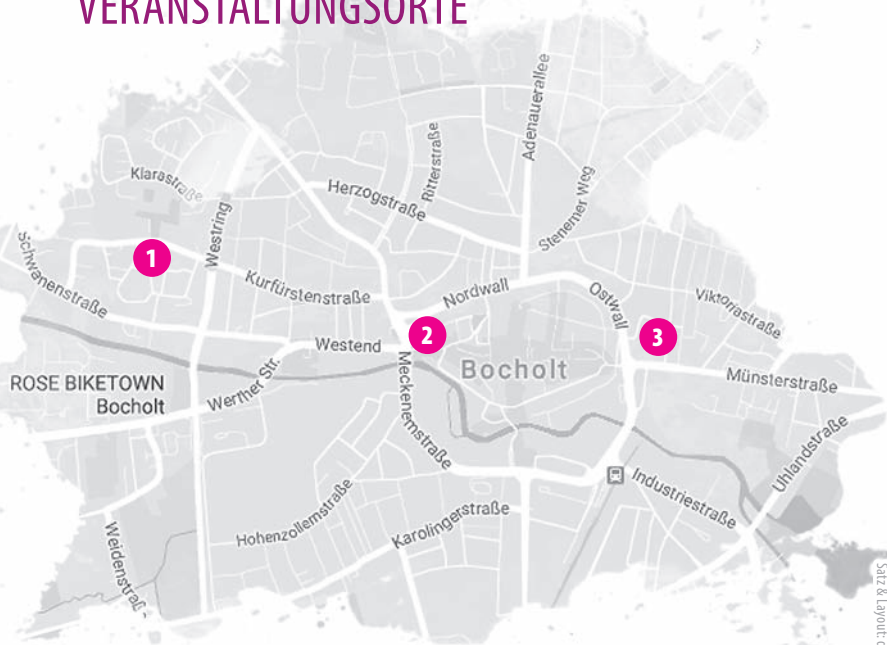 VERANSTALTUNGSORTE
Adenauerallee
Ritterstraße
Klarastraße
Herzogstraße
Stenerner Weg
Westring
Schwanenstraße
1
Kurfürstenstraße
Nordwall
Ostwall
Viktoriastraße
2
3
Westend
Bocholt
Münsterstraße
ROSE BIKETOWN
Bocholt
Werther Str.
Meckenemstraße
Uhlandstraße
Industriestraße
Hohenzollernstraße
Karolingerstraße
Weidenstraß
Satz & Layout: